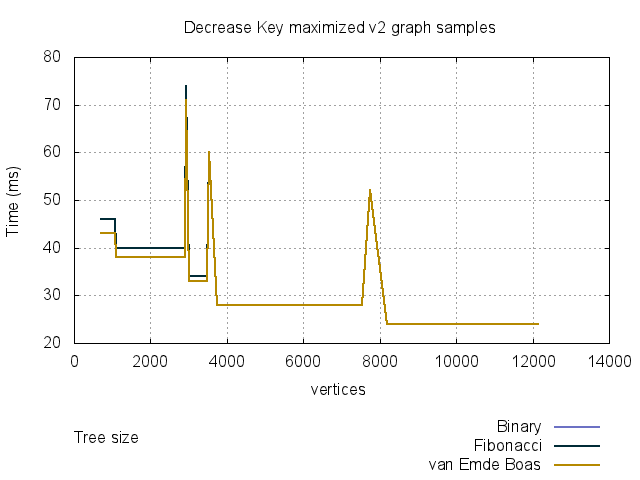 Decrease Key maximized v2 graph samples
80
70
60
50
40
30
20
Time (ms)
0 2000 4000 6000 8000 10000 12000 14000
vertices
Tree size
Binary
Fibonacci
van Emde Boas